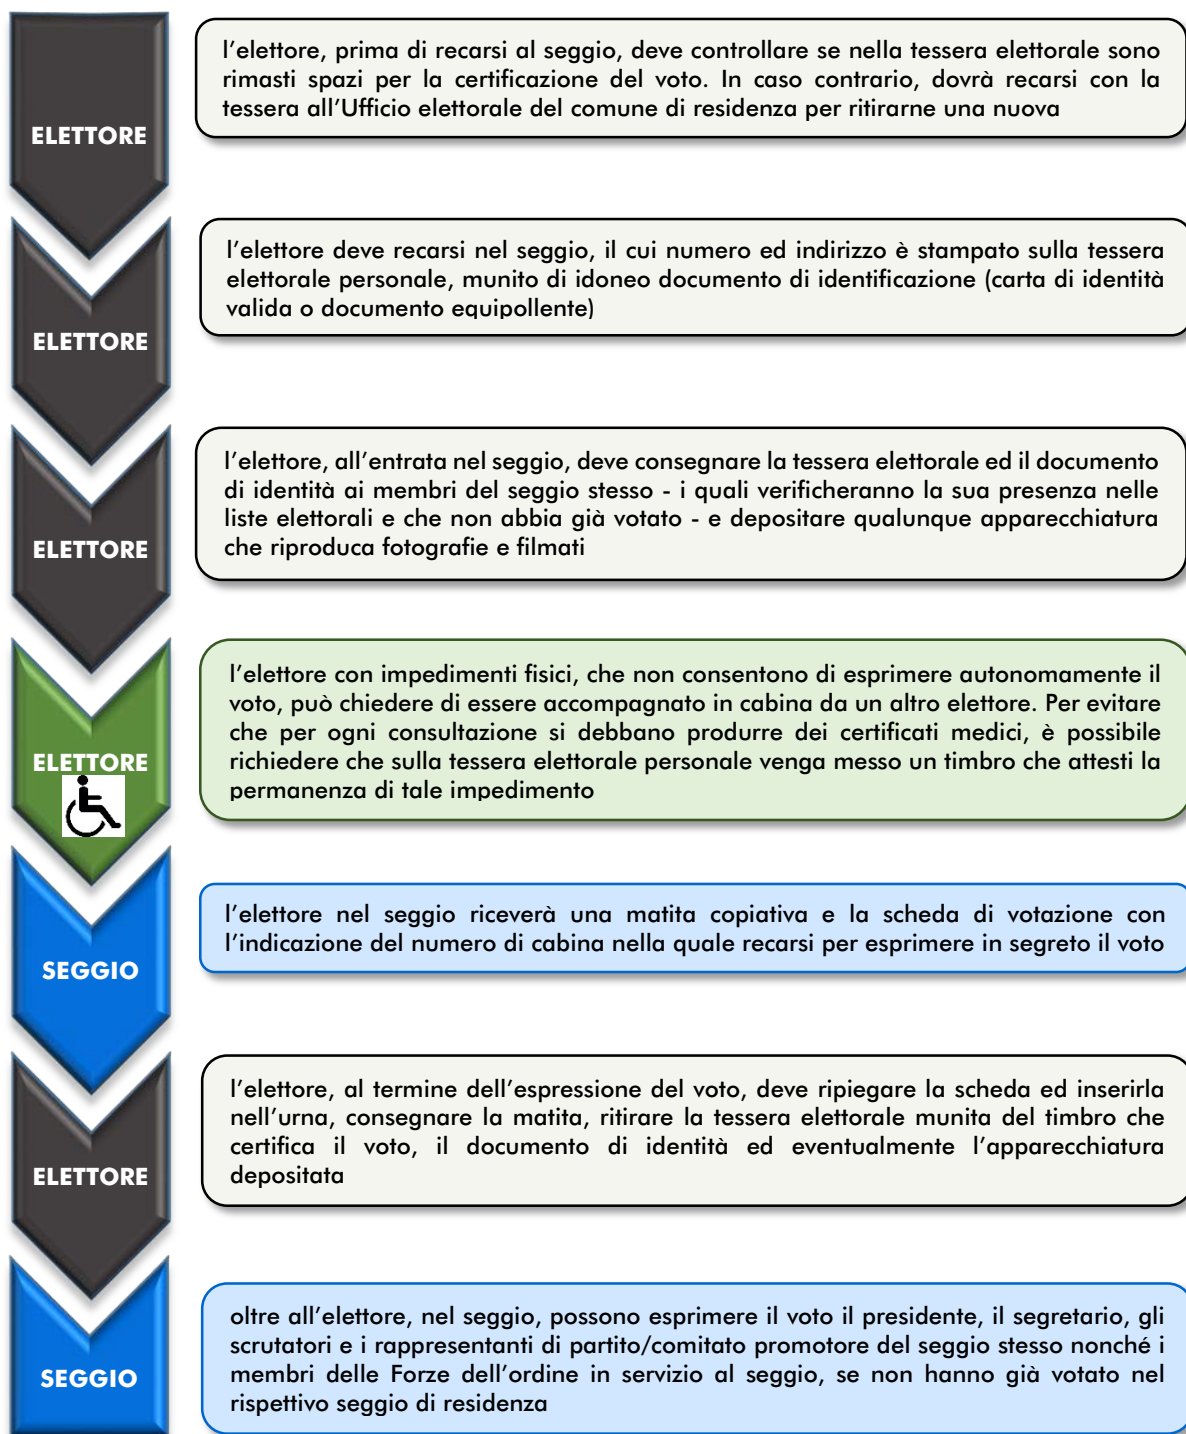 l'elettore, prima di recarsi al seggio, deve controllare se nella tessera elettorale sono
rimasti spazi per la certificazione del voto. In caso contrario, dovrà recarsi con la
tessera all'Ufficio elettorale del comune di residenza per ritirarne una nuova
ELETTORE
l'elettore deve recarsi nel seggio, il cui numero ed indirizzo è stampato sulla tessera
elettorale personale, munito di idoneo documento di identificazione (carta di identità
valida o documento equipollente)
ELETTORE
l'elettore, all'entrata nel seggio, deve consegnare la tessera elettorale ed il documento
di identità ai membri del seggio stesso - i quali verificheranno la sua presenza nelle
liste elettorali e che non abbia già votato - e depositare qualunque apparecchiatura
che riproduca fotografie e filmati
ELETTORE
l'elettore con impedimenti fisici, che non consentono di esprimere autonomamente il
voto, può chiedere di essere accompagnato in cabina da un altro elettore. Per evitare
che per ogni consultazione si debbano produrre dei certificati medici, è possibile
richiedere che sulla tessera elettorale personale venga messo un timbro che attesti la
permanenza di tale impedimento
ELETTORE
l'elettore nel seggio riceverà una matita copiativa e la scheda di votazione con
l'indicazione del numero di cabina nella quale recarsi per esprimere in segreto il voto
SEGGIO
l'elettore, al termine dell'espressione del voto, deve ripiegare la scheda ed inserirla
nell'urna, consegnare la matita, ritirare la tessera elettorale munita del timbro che
certifica il voto, il documento di identità ed eventualmente l'apparecchiatura
depositata
ELETTORE
oltre all'elettore, nel seggio, possono esprimere il voto il presidente, il segretario, gli
scrutatori e i rappresentanti di partito/comitato promotore del seggio stesso nonché i
membri delle Forze dell'ordine in servizio al seggio, se non hanno già votato nel
rispettivo seggio di residenza
SEGGIO